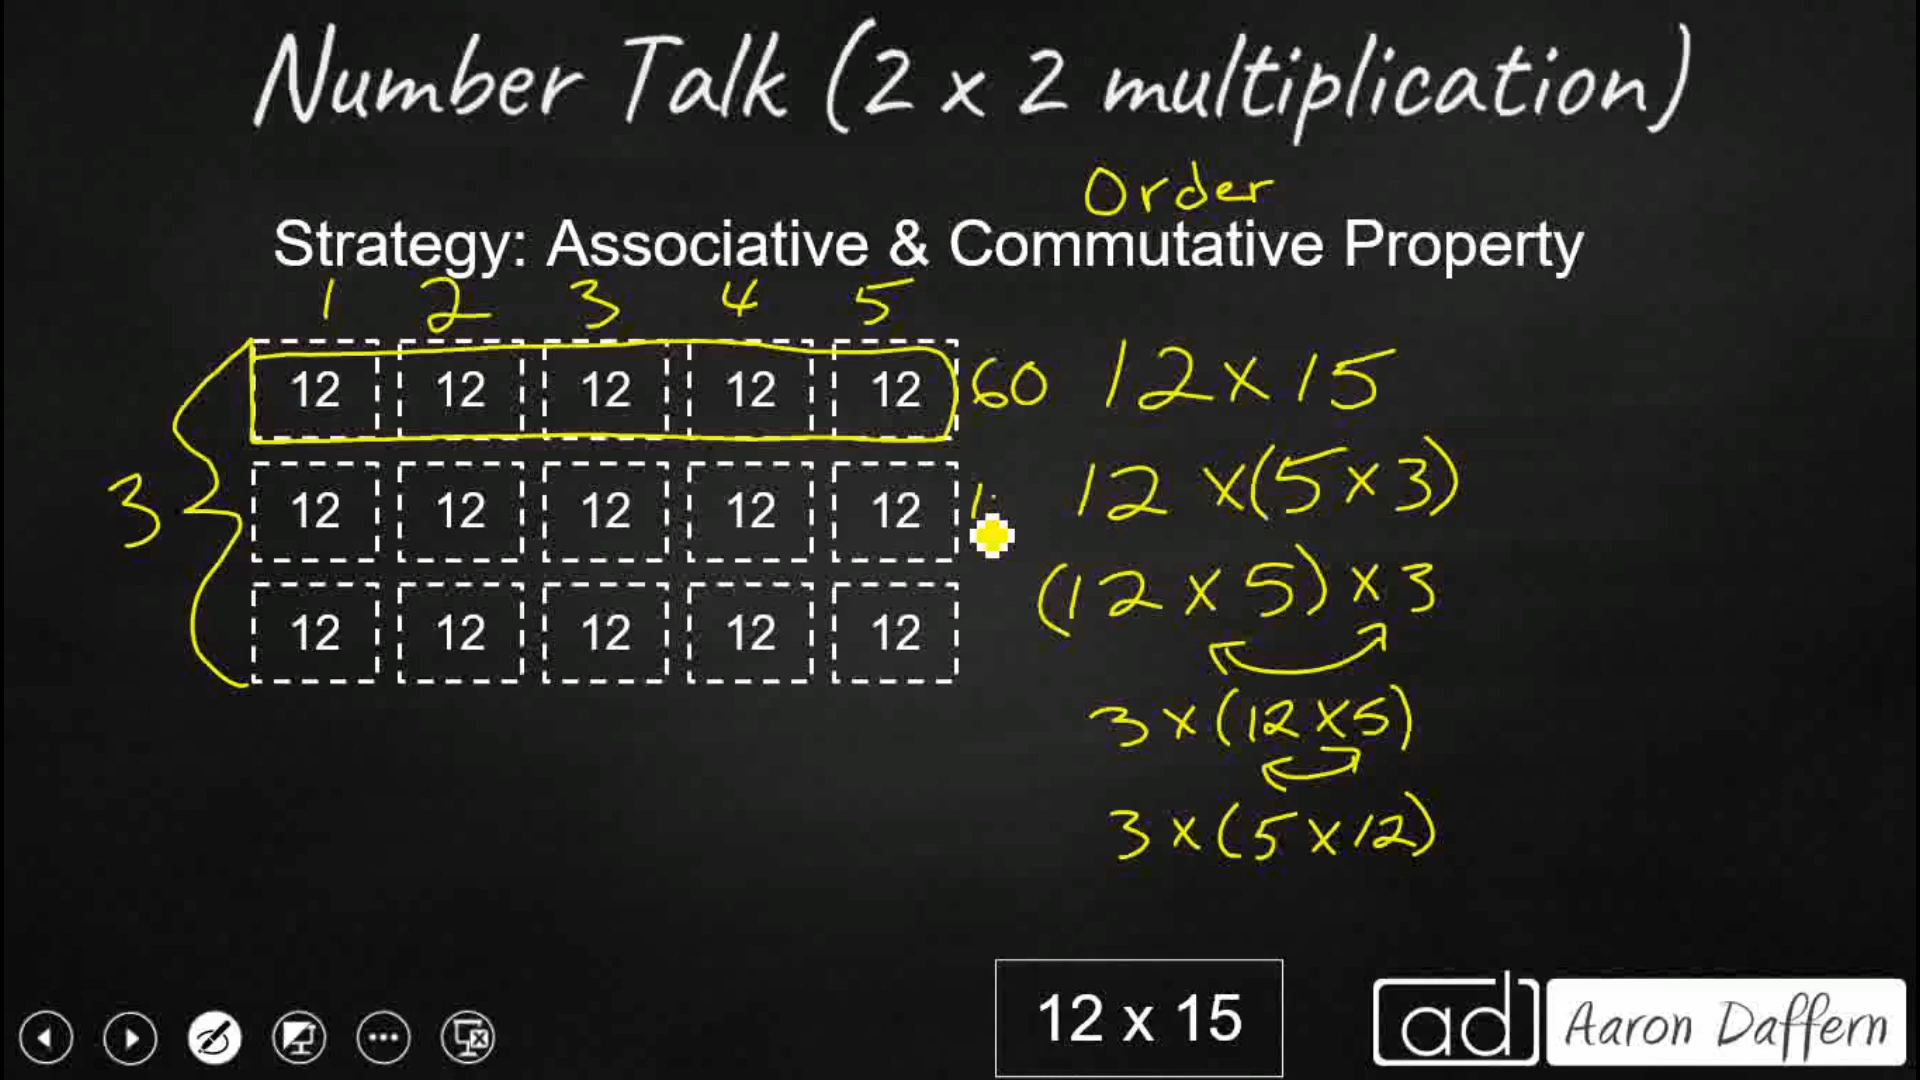 Number Talk (2 x 2 multiplication)
Order
Strategy: Associative & Commutative Property
1 2 3 4 5
12 12 12 12 12 60
12 x 15
3
12 12 12 12 12
12 x (5 x 3)
12 12 12 12 12
(12 x 5) x 3
3 x (12 x 5)
3 x (5 x 12)
12 x 15
ad
Aaron Daffern